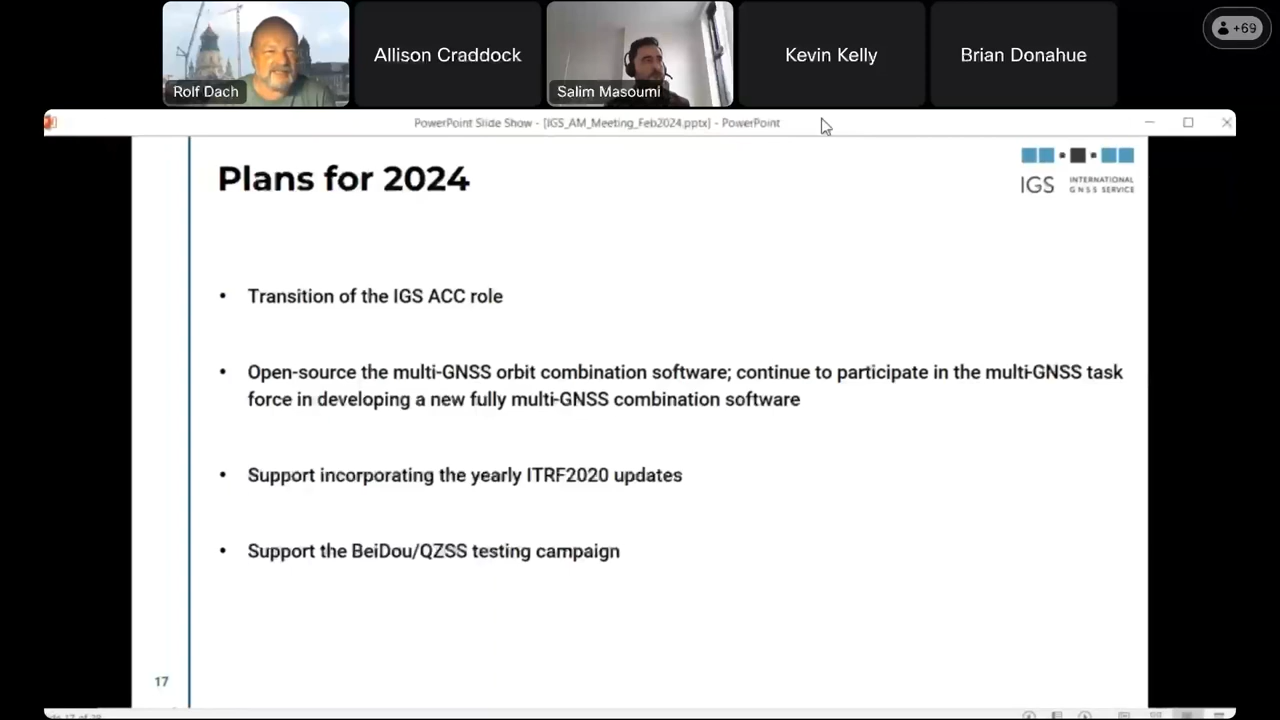 Rolf Dach
Allison Craddock
Salim Masoumi
Kevin Kelly
Brian Donahue
+69
PowerPoint Slide Show - [IGS_AM_Meeting_Feb2024.pptx] - PowerPoint
Plans for 2024
IGS
INTERNATIONAL
GNSS SERVICE
• Transition of the IGS ACC role
• Open-source the multi-GNSS orbit combination software; continue to participate in the multi-GNSS task
force in developing a new fully multi-GNSS combination software
• Support incorporating the yearly ITRF2020 updates
• Support the BeiDou/QZSS testing campaign
17